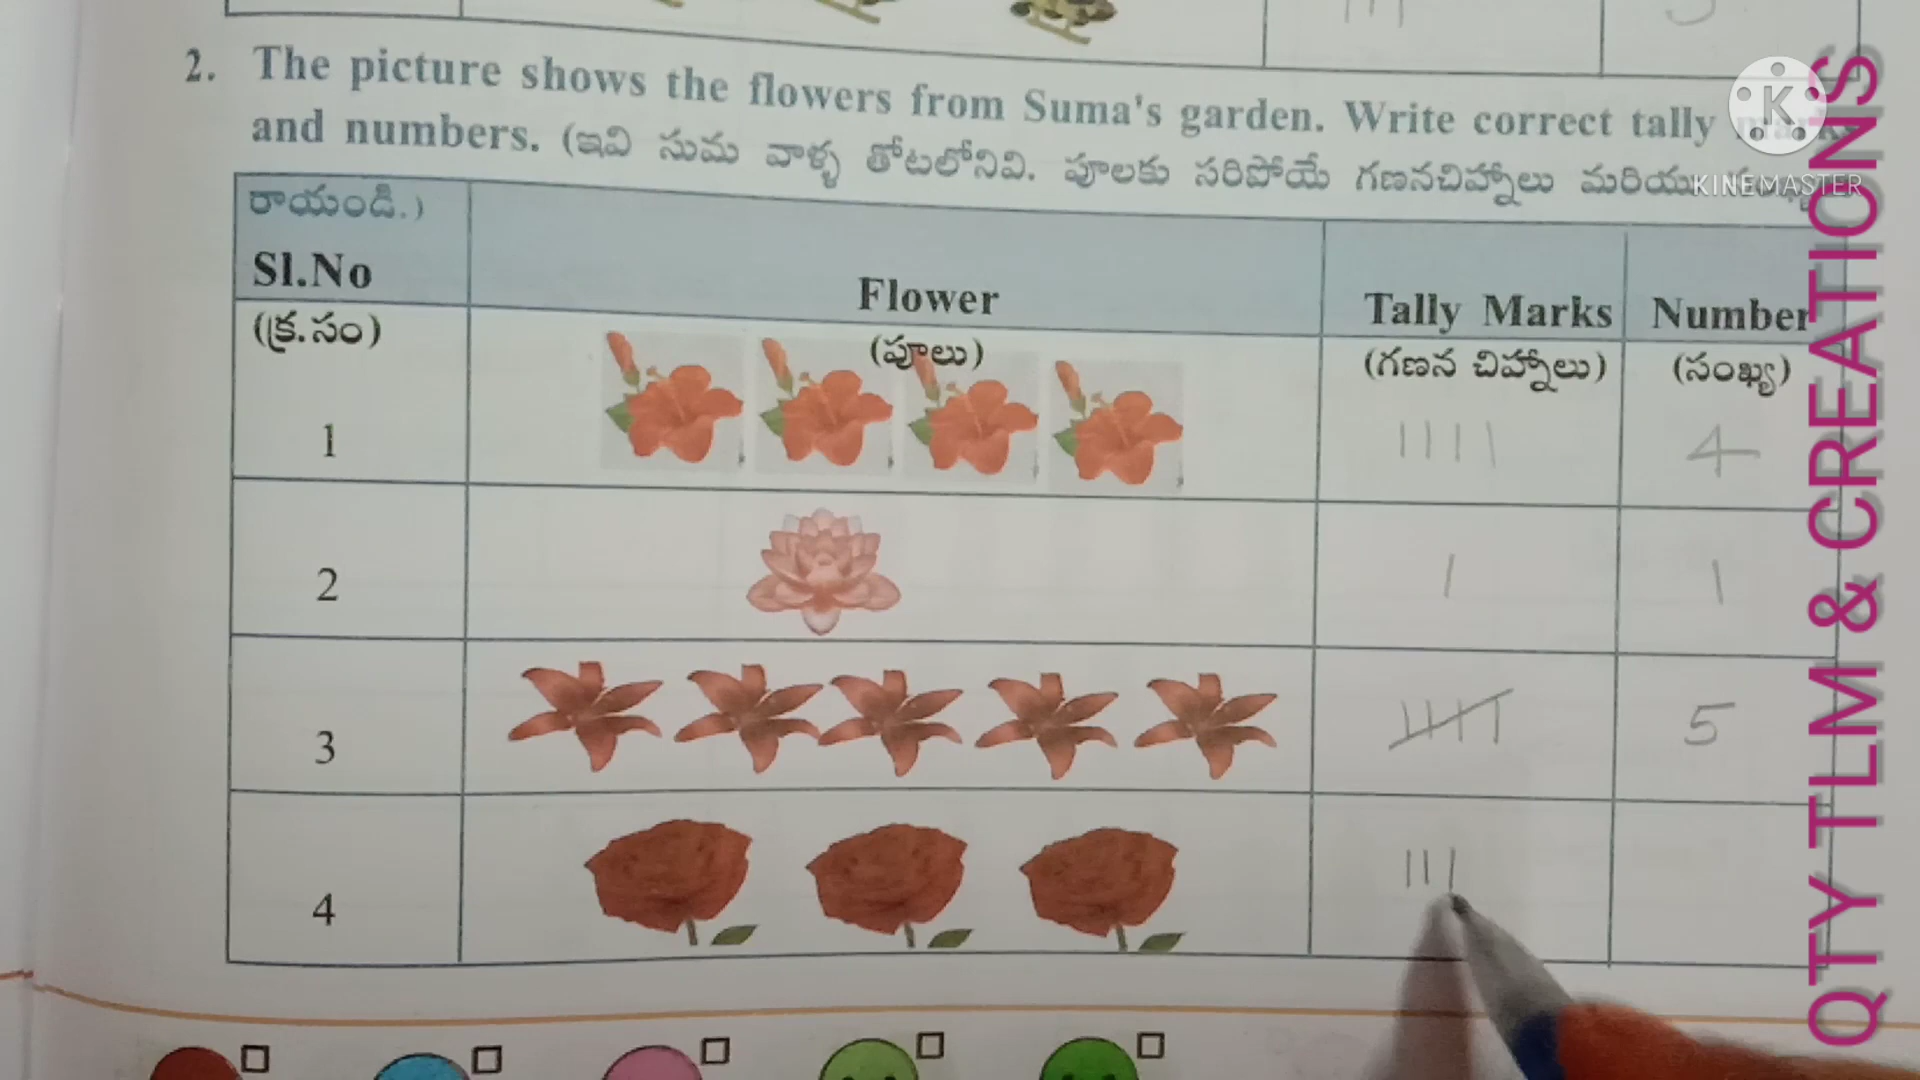 2. The picture shows the flowers from Suma's garden. Write correct tally marks
and numbers. (ఇవి సుమ వాళ్ళ తోటలోనివి. పూలకు సరిపోయే గణనచిహ్నాలు మరియు
రాయండి.)
Sl.No Flower Tally Marks Number
(క్ర.సం) (పూలు) (గణన చిహ్నాలు) (సంఖ్య)
1 |||| 4
2 | 1
3 5
4 |||
K
KINEMASTER
QTY TLM & CREATIONS